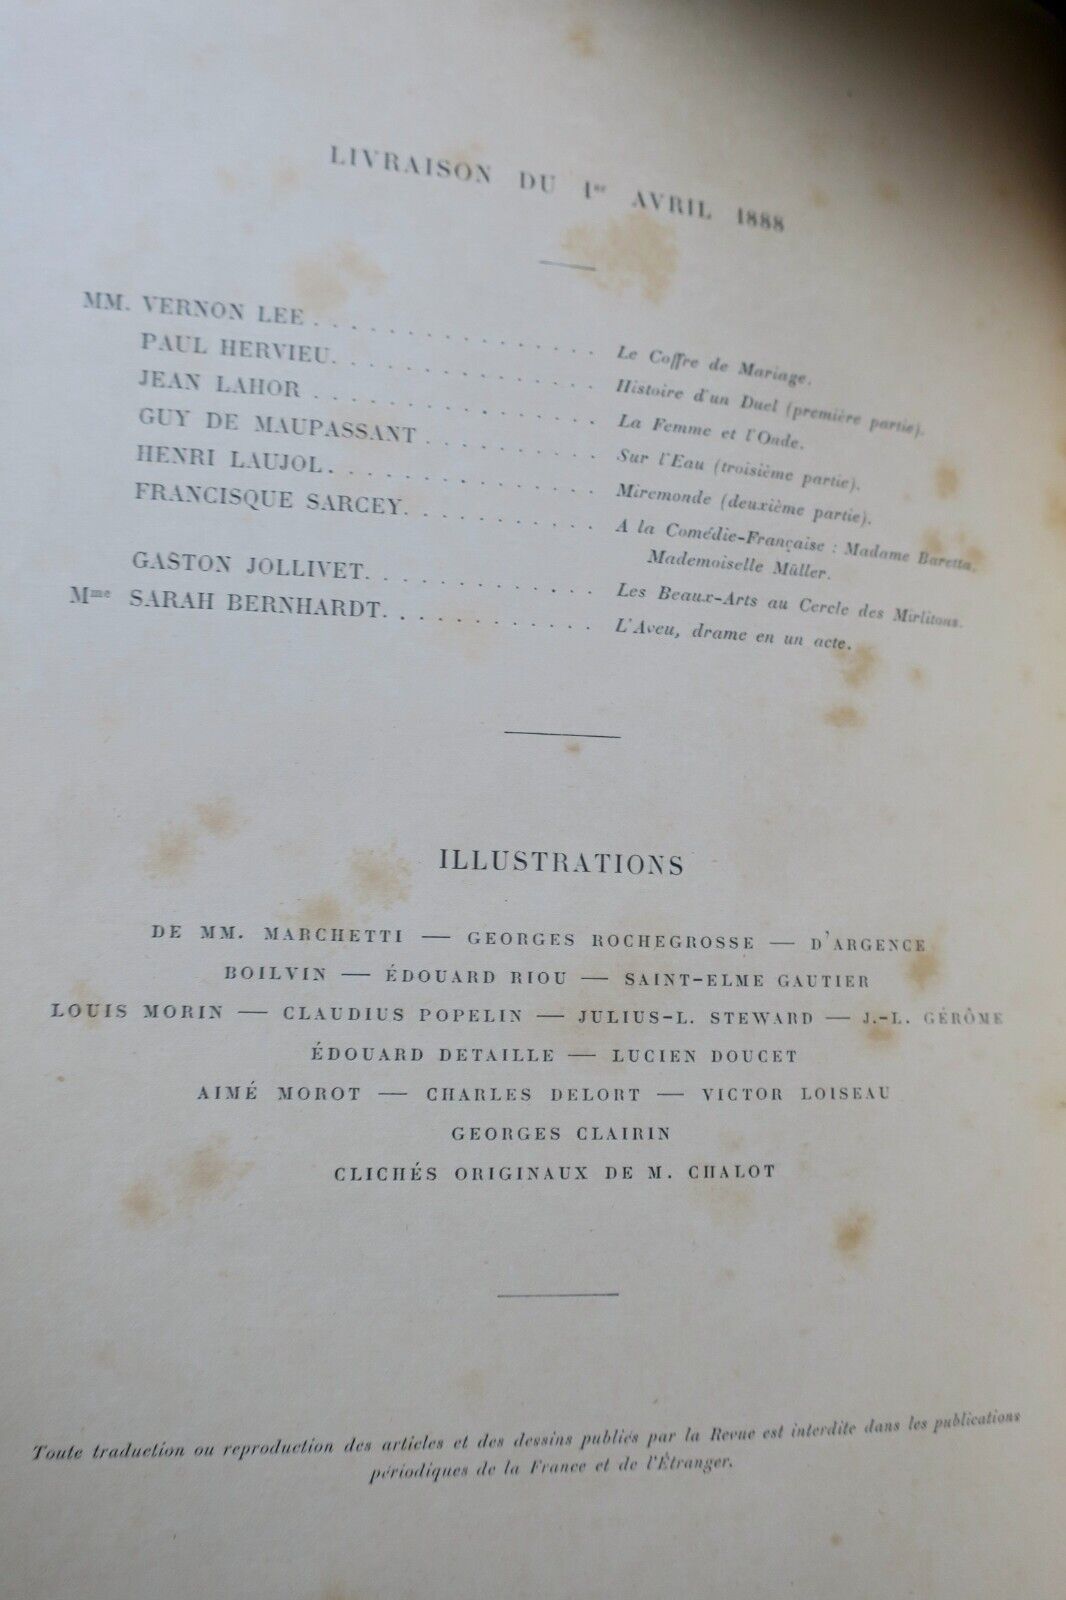 LIVRAISON DU 1er AVRIL 1888
MM. VERNON LEE . . . . . . . . . . . . . Le Coffre de Mariage.
PAUL HERVIEU. . . . . . . . . . . . . Histoire d'un Duel (première partie).
JEAN LAHOR . . . . . . . . . . . . . La Femme et l'Onde.
GUY DE MAUPASSANT . . . . . . . . Sur l'Eau (troisième partie).
HENRI LAUJOL. . . . . . . . . . . . . Miremonde (deuxième partie).
FRANCISQUE SARCEY. . . . . . . . . A la Comédie-Française : Madame Baretta,
Mademoiselle Müller.
GASTON JOLLIVET. . . . . . . . . . . Les Beaux-Arts au Cercle des Mirlitons.
Mme SARAH BERNHARDT. . . . . . . . . . L'Aveu, drame en un acte.
ILLUSTRATIONS
DE MM. MARCHETTI — GEORGES ROCHEGROSSE — D'ARGENCE
BOILVIN — ÉDOUARD RIOU — SAINT-ELME GAUTIER
LOUIS MORIN — CLAUDIUS POPELIN — JULIUS-L. STEWARD — J.-L. GÉRÔME
ÉDOUARD DETAILLE — LUCIEN DOUCET
AIMÉ MOROT — CHARLES DELORT — VICTOR LOISEAU
GEORGES CLAIRIN
CLICHÉS ORIGINAUX DE M. CHALOT
Toute traduction ou reproduction des articles et des dessins publiés par la Revue est interdite dans les publications
périodiques de la France et de l'Étranger.